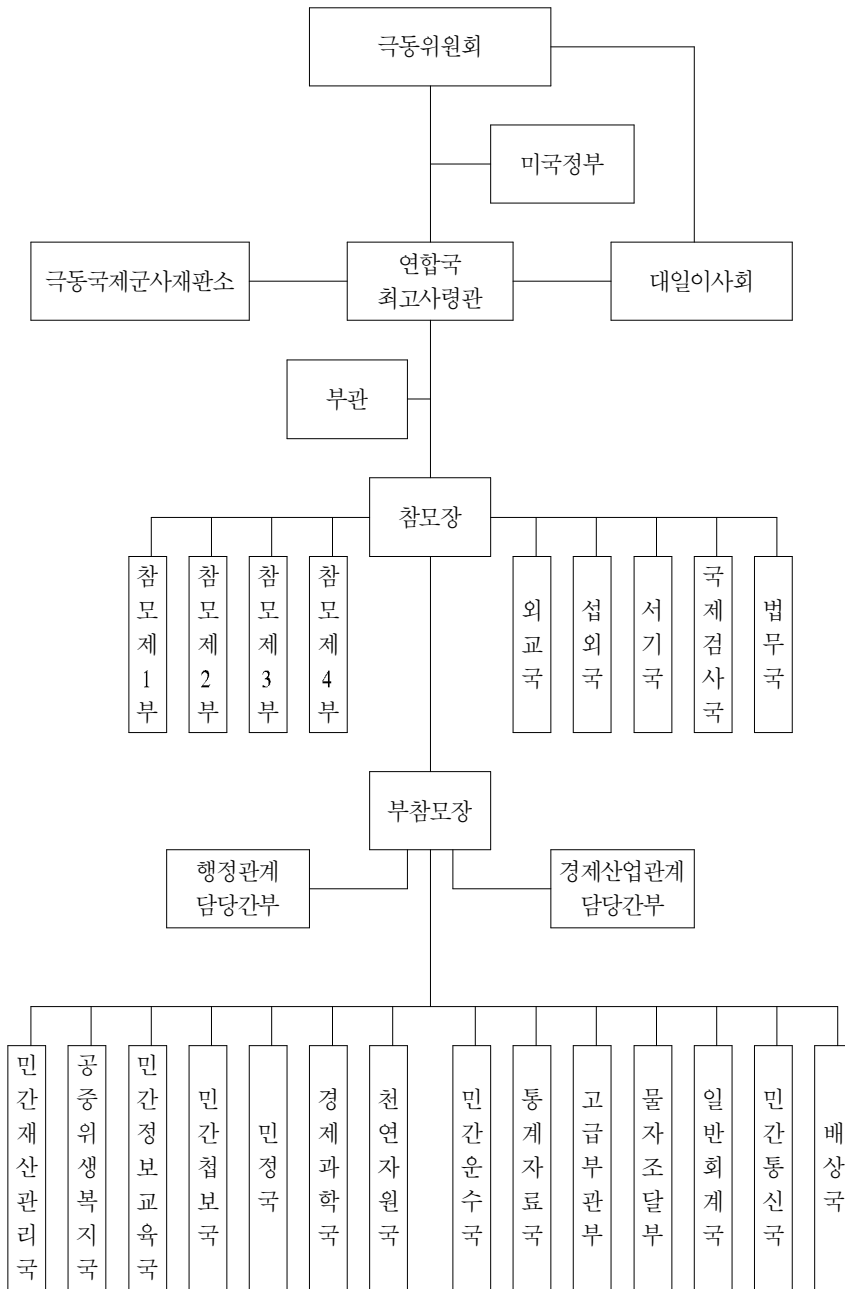 극동위원회
미국정부
극동국제군사재판소
연합국
최고사령관
대일이사회
부관
참모장
참모제1부
참모제2부
참모제3부
참모제4부
외교국
섭외국
서기국
국제검사국
법무국
부참모장
행정관계
담당간부
경제산업관계
담당간부
민간재산관리국
공중위생복지국
민간정보교육국
민간첩보국
민정국
경제과학국
천연자원국
민간운수국
통계자료국
고급부관부
물자조달부
일반회계국
민간통신국
배상국